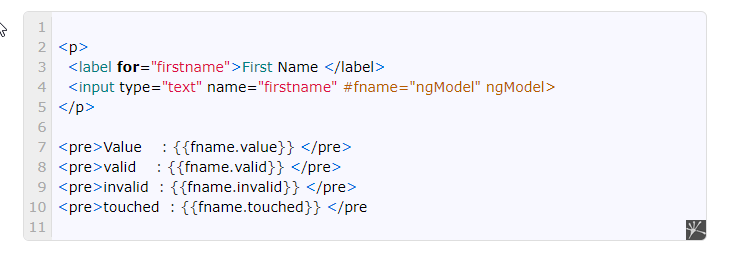 1
2 <p>
3   <label for="firstname">First Name </label>
4   <input type="text" name="firstname" #fname="ngModel" ngModel>
5 </p>
6
7 <pre>Value   : {{fname.value}} </pre>
8 <pre>valid    : {{fname.valid}} </pre>
9 <pre>invalid  : {{fname.invalid}} </pre>
10 <pre>touched  : {{fname.touched}} </pre
11